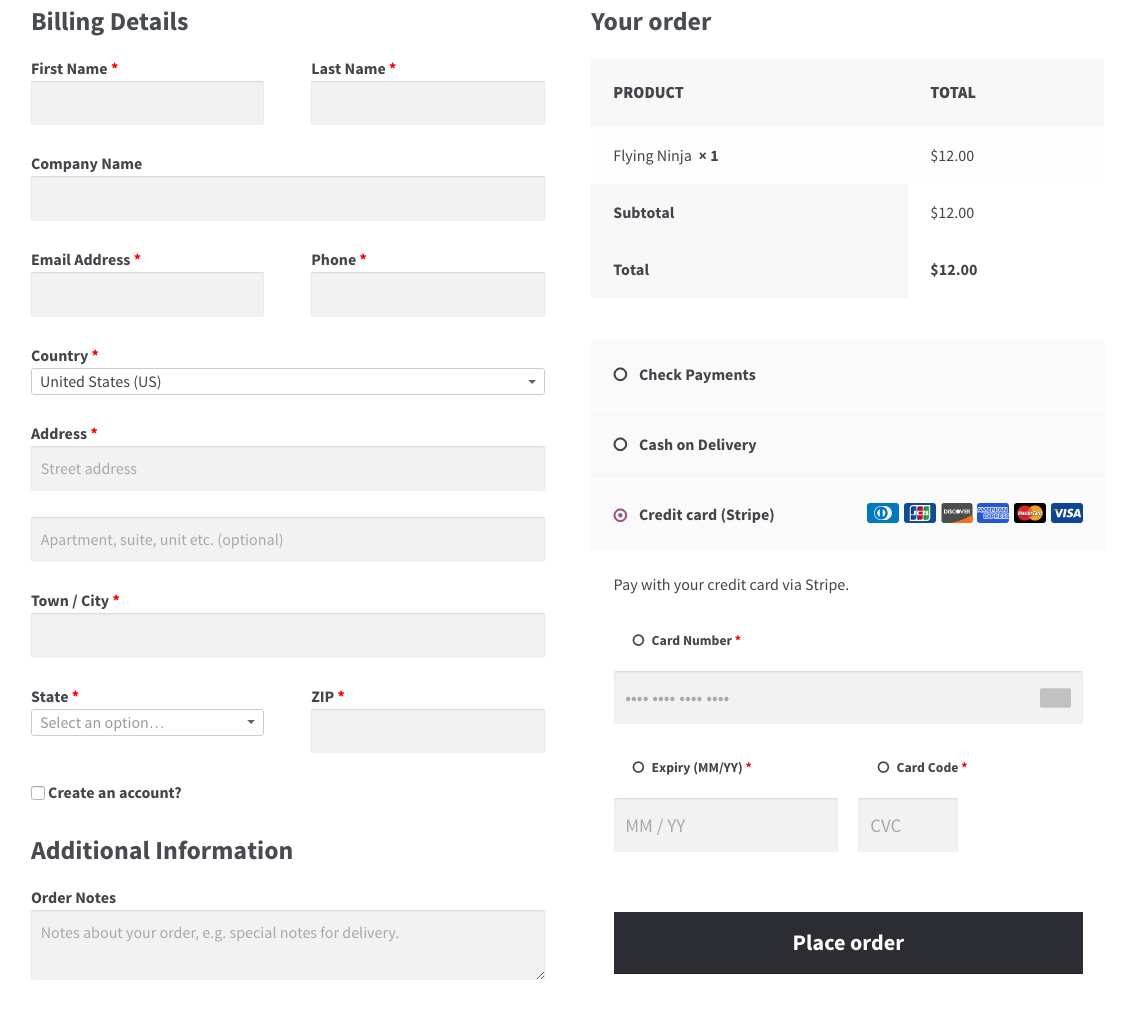 Billing Details
First Name *
Last Name *
Company Name
Email Address *
Phone *
Country *
United States (US)
Address *
Street address
Apartment, suite, unit etc. (optional)
Town / City *
State *
ZIP *
Select an option…
Create an account?
Additional Information
Order Notes
Notes about your order, e.g. special notes for delivery.
Your order
PRODUCT TOTAL
Flying Ninja × 1 $12.00
Subtotal $12.00
Total $12.00
Check Payments
Cash on Delivery
Credit card (Stripe) JCB DISCOVER AMERICAN EXPRESS MasterCard VISA
Pay with your credit card via Stripe.
Card Number *
•••• •••• •••• ••••
Expiry (MM/YY) *
Card Code *
MM / YY
CVC
Place order